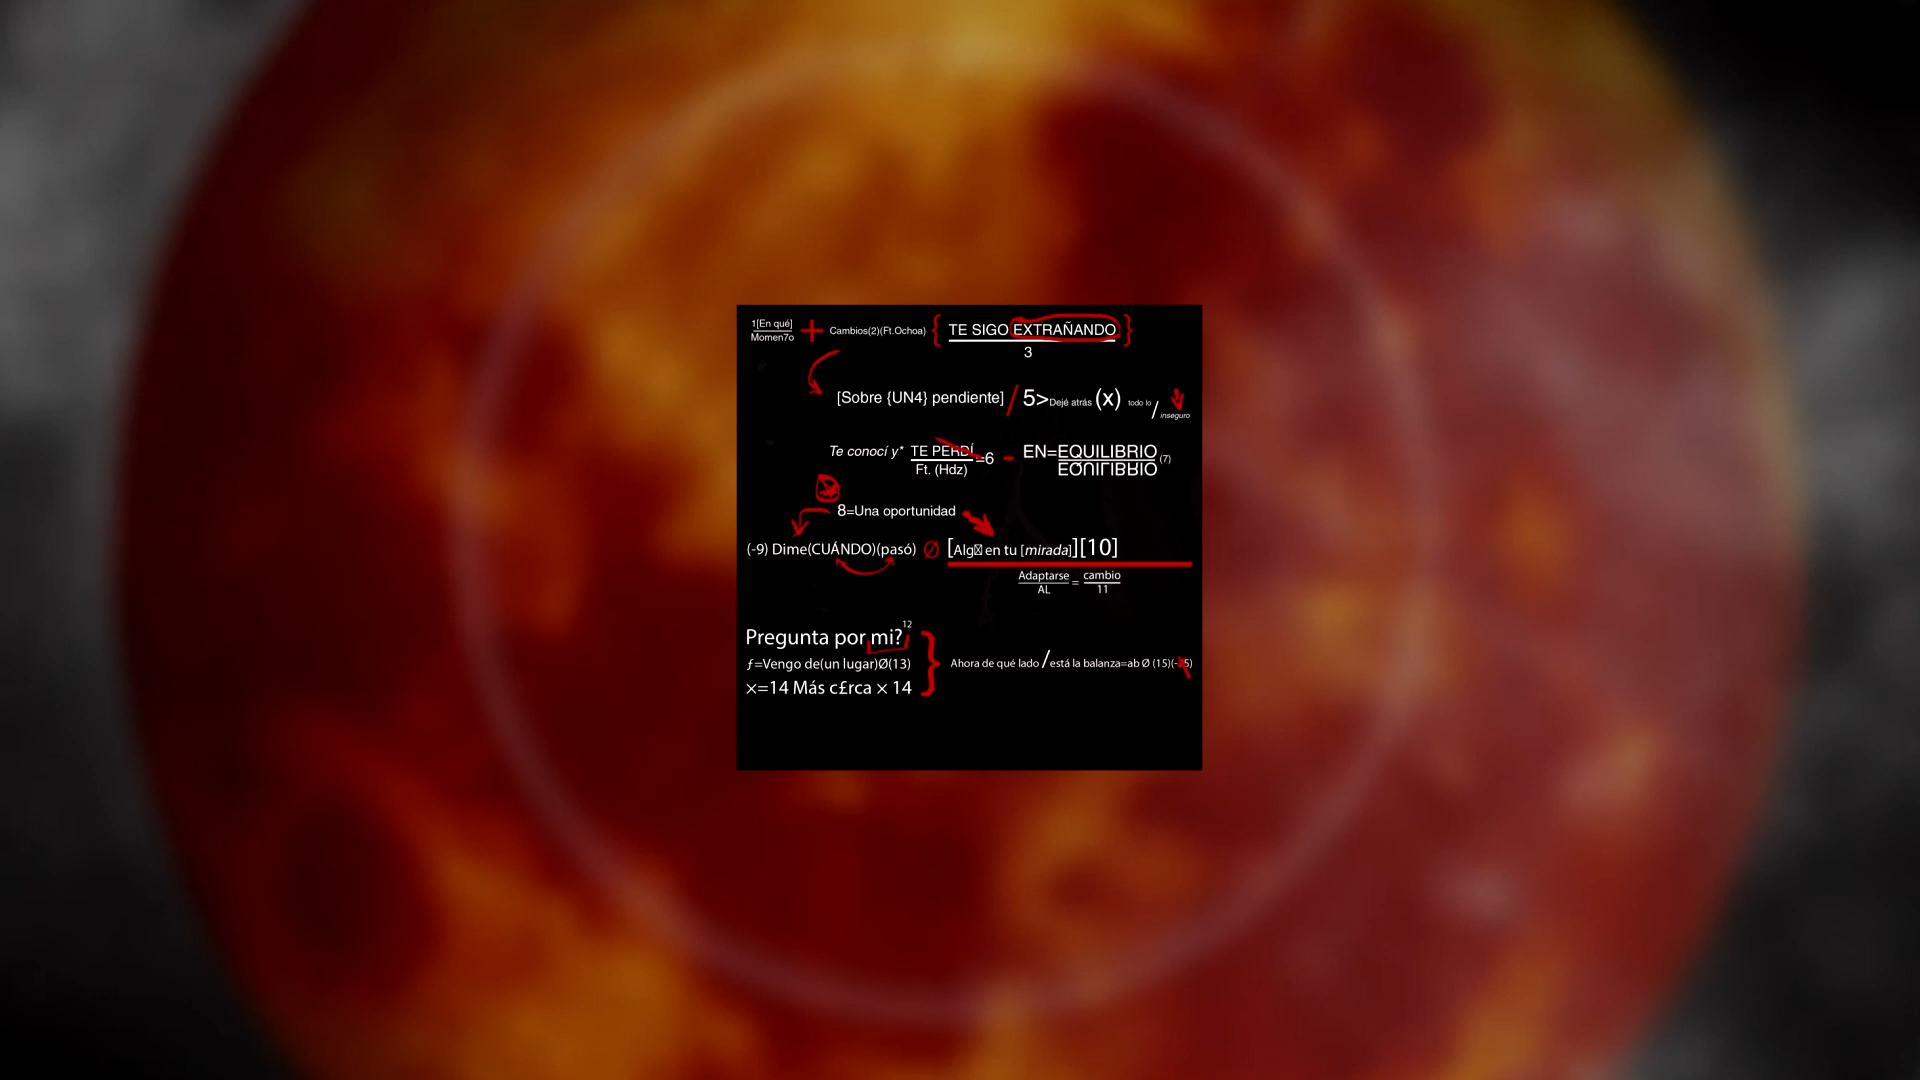 1[En qué]
Momen7o
+ Cambios(2)(Ft.Ochoa) { TE SIGO EXTRAÑANDO }
3
[Sobre {UN4} pendiente] / 5>Dejé atrás (x) todo lo / inseguro
Te conocí y* TE PERDÍ =6 - EN=EQUILIBRIO (7)
Ft. (Hdz) EQUILIBRIO
8=Una oportunidad
(-9) Dime(CUÁNDO)(pasó) Ø [Alg en tu [mirada]][10]
Adaptarse = cambio
AL 11
Pregunta por mi?12
ƒ=Vengo de(un lugar)Ø(13)
x=14 Más c£rca × 14
} Ahora de qué lado / está la balanza=ab Ø (15)